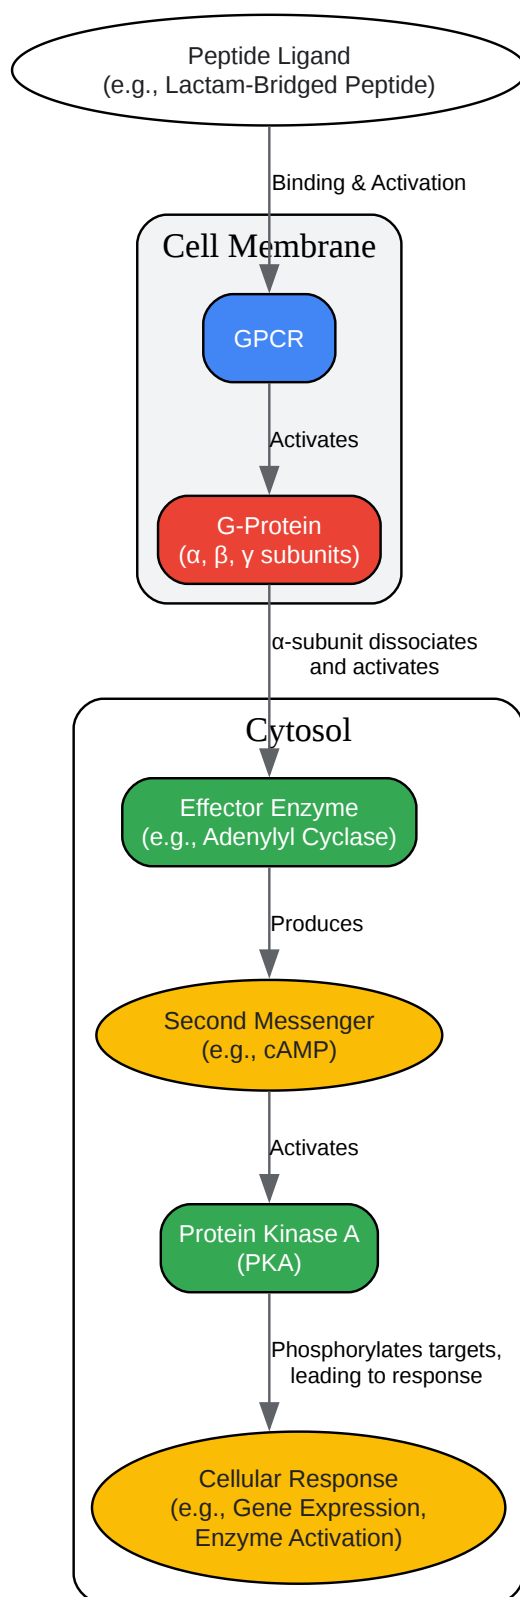 Peptide Ligand
(e.g., Lactam-Bridged Peptide)
Binding & Activation
Cell Membrane
GPCR
Activates
G-Protein
(α, β, γ subunits)
α-subunit dissociates
and activates
Cytosol
Effector Enzyme
(e.g., Adenylyl Cyclase)
Produces
Second Messenger
(e.g., cAMP)
Activates
Protein Kinase A
(PKA)
Phosphorylates targets,
leading to response
Cellular Response
(e.g., Gene Expression,
Enzyme Activation)